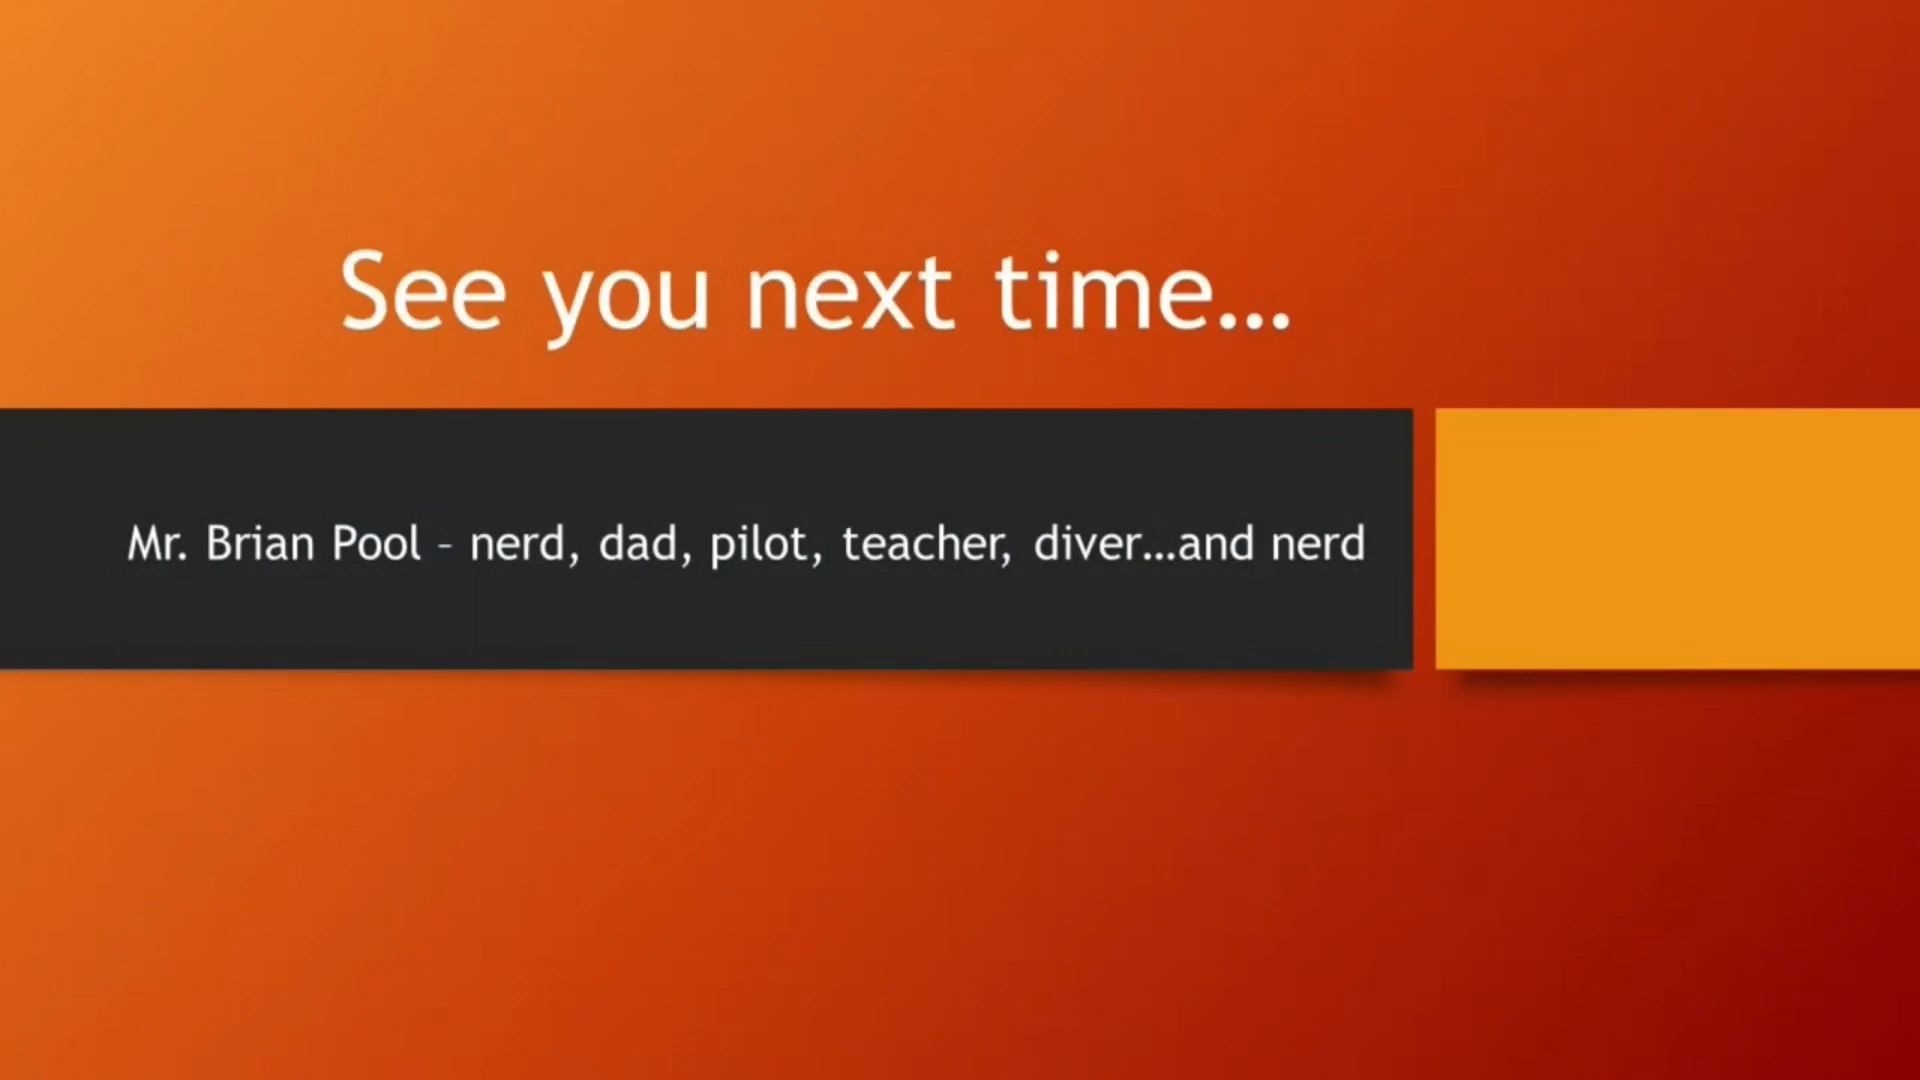 See you next time...
Mr. Brian Pool – nerd, dad, pilot, teacher, diver...and nerd